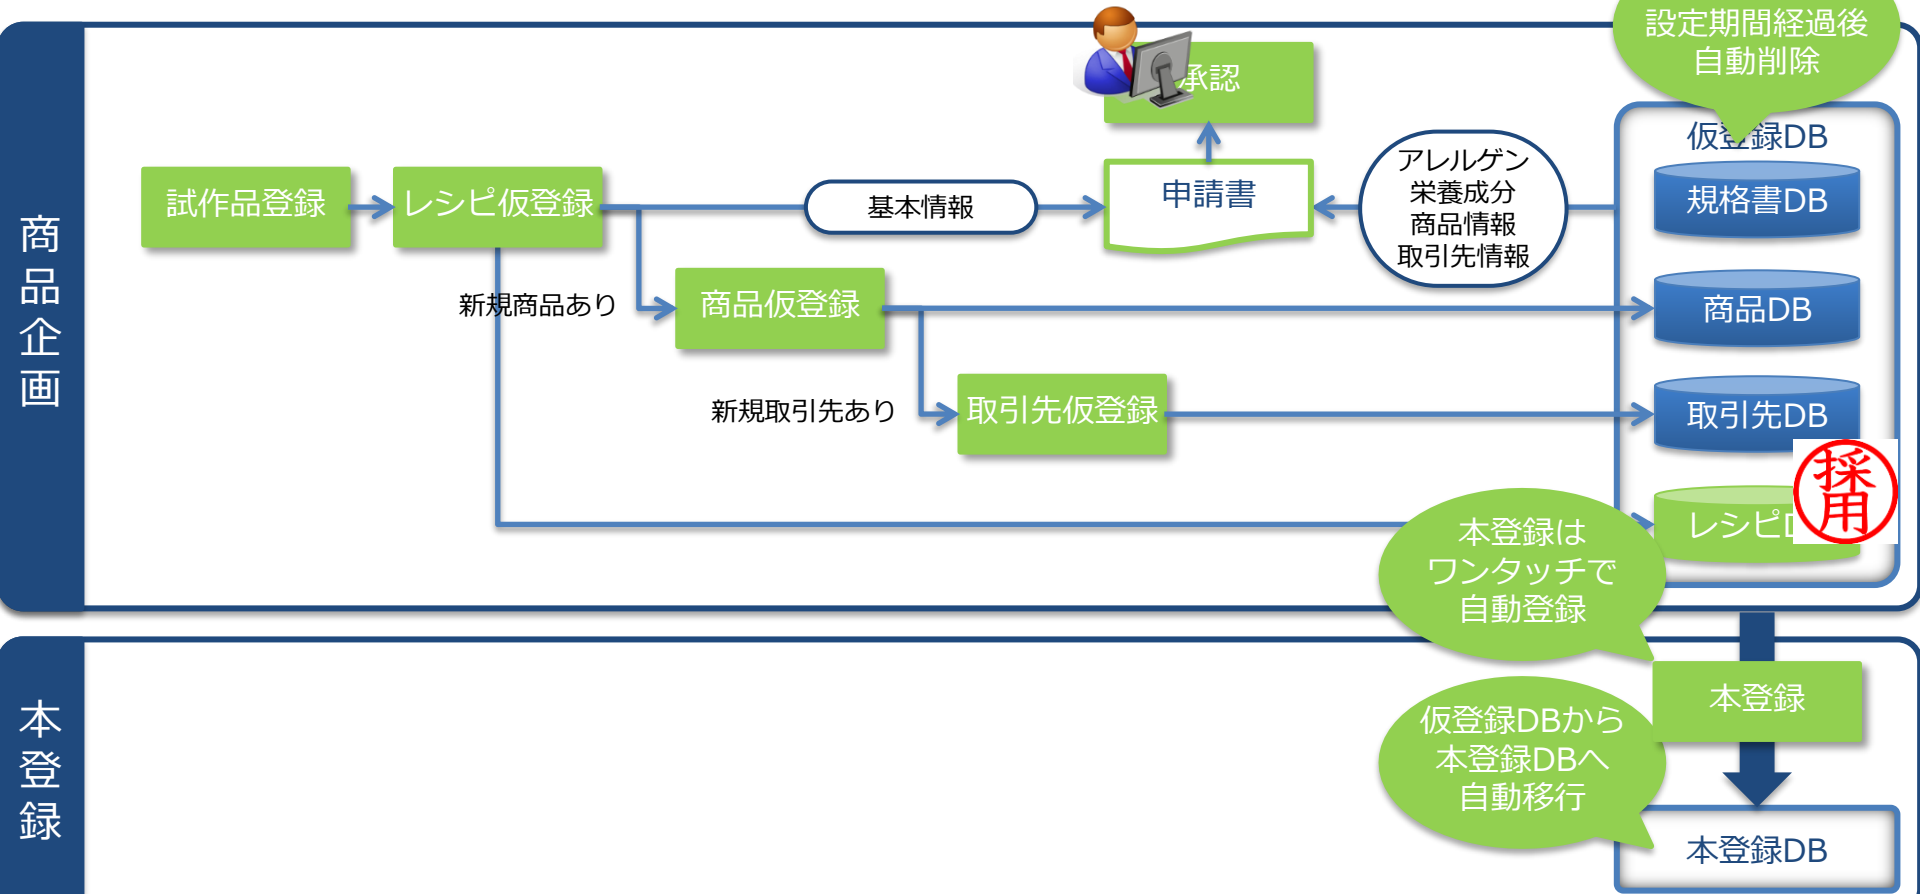 設定期間経過後
自動削除
承認
仮登録DB
試作品登録
レシピ仮登録
基本情報
申請書
アレルゲン
栄養成分
商品情報
取引先情報
規格書DB
商品企画
新規商品あり
商品仮登録
商品DB
新規取引先あり
取引先仮登録
取引先DB
採用
レシピ
本登録は
ワンタッチで
自動登録
本登録
本登録
仮登録DBから
本登録DBへ
自動移行
本登録DB